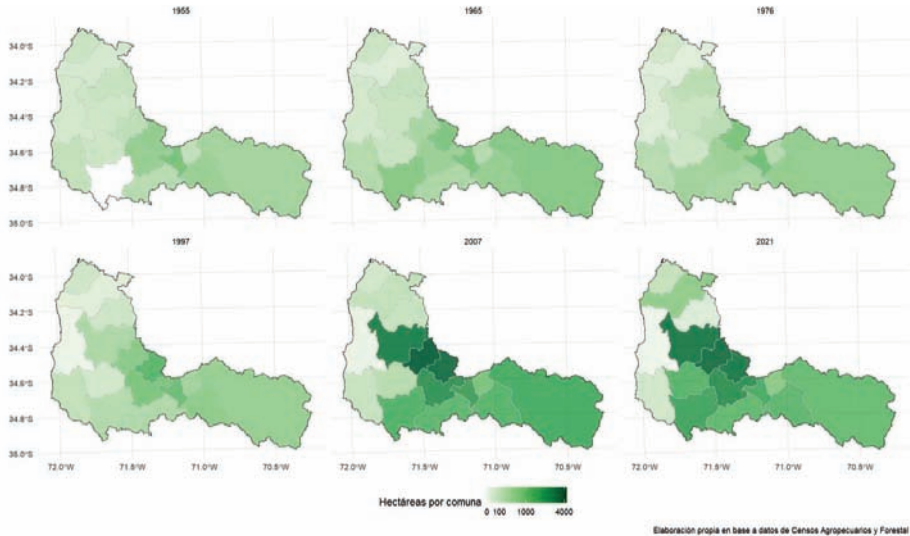 1955 1965 1976
34.0°S
34.2°S
34.4°S
34.6°S
34.8°S
35.0°S
1997 2007 2021
34.0°S
34.2°S
34.4°S
34.6°S
34.8°S
35.0°S
72.0°W 71.5°W 71.0°W 70.5°W 72.0°W 71.5°W 71.0°W 70.5°W 72.0°W 71.5°W 71.0°W 70.5°W
Hectáreas por comuna
0 100 1000 4000
Elaboración propia en base a datos de Censos Agropecuarios y Forestal